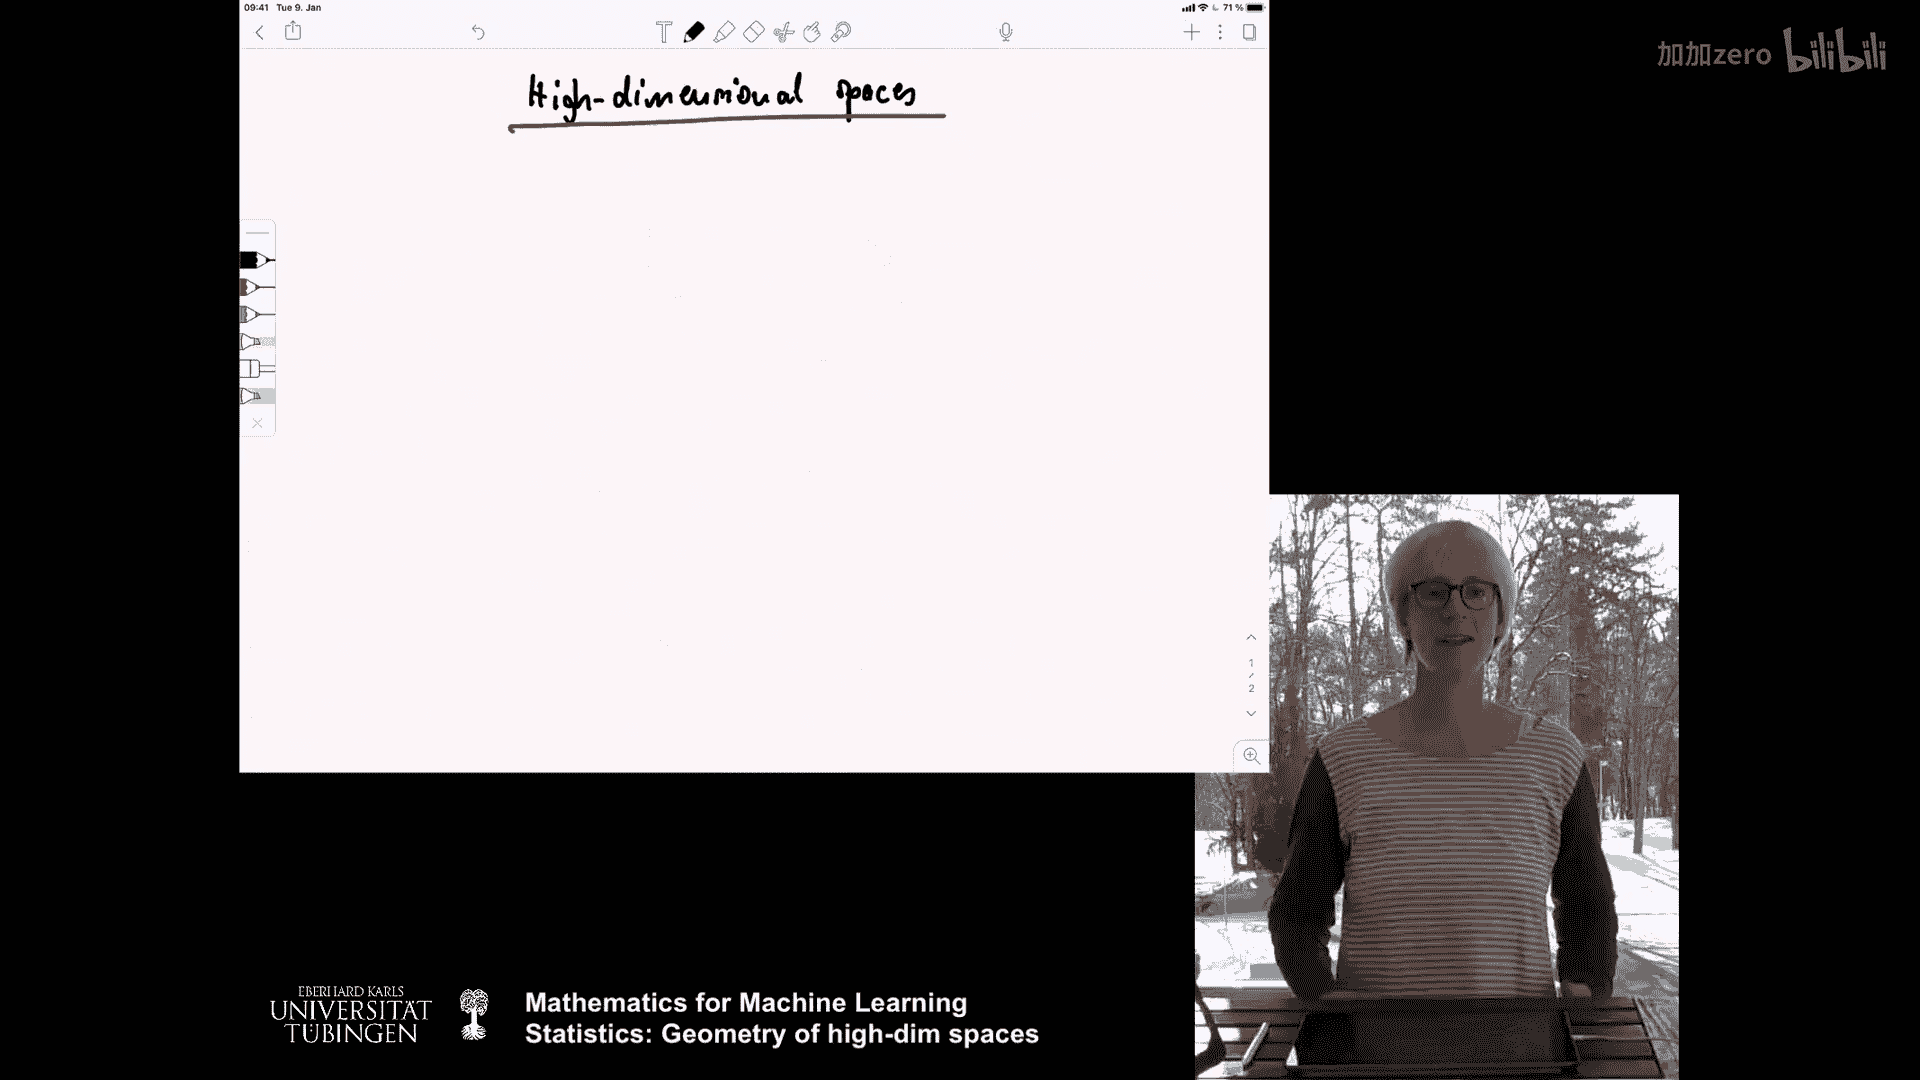 09:41 Tue 9. Jan
71 %
加加zero bilibili
T
High-dimensional spaces
1
2
EBERHARD KARLS
UNIVERSITÄT
TÜBINGEN
Mathematics for Machine Learning
Statistics: Geometry of high-dim spaces